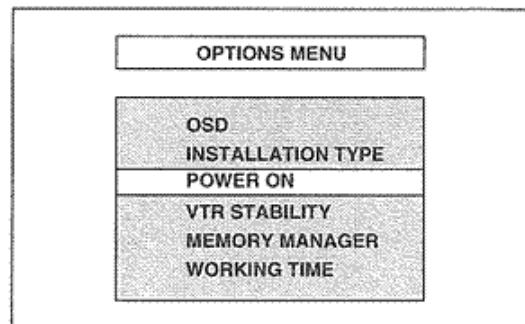 OPTIONS MENU
OSD
INSTALLATION TYPE
POWER ON
VTR STABILITY
MEMORY MANAGER
WORKING TIME